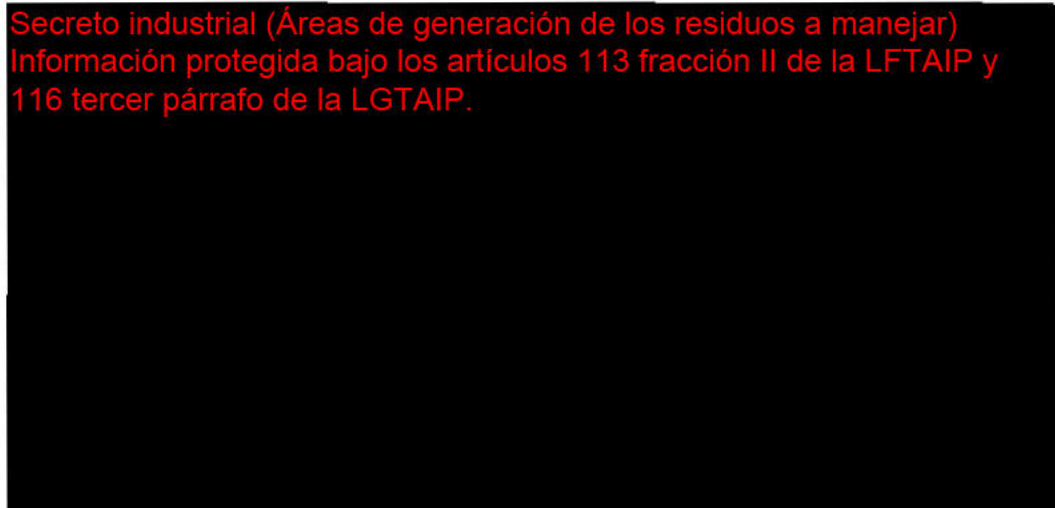 Secreto industrial (Áreas de generación de los residuos a manejar)
Información protegida bajo los artículos 113 fracción II de la LFTAIP y
116 tercer párrafo de la LGTAIP.